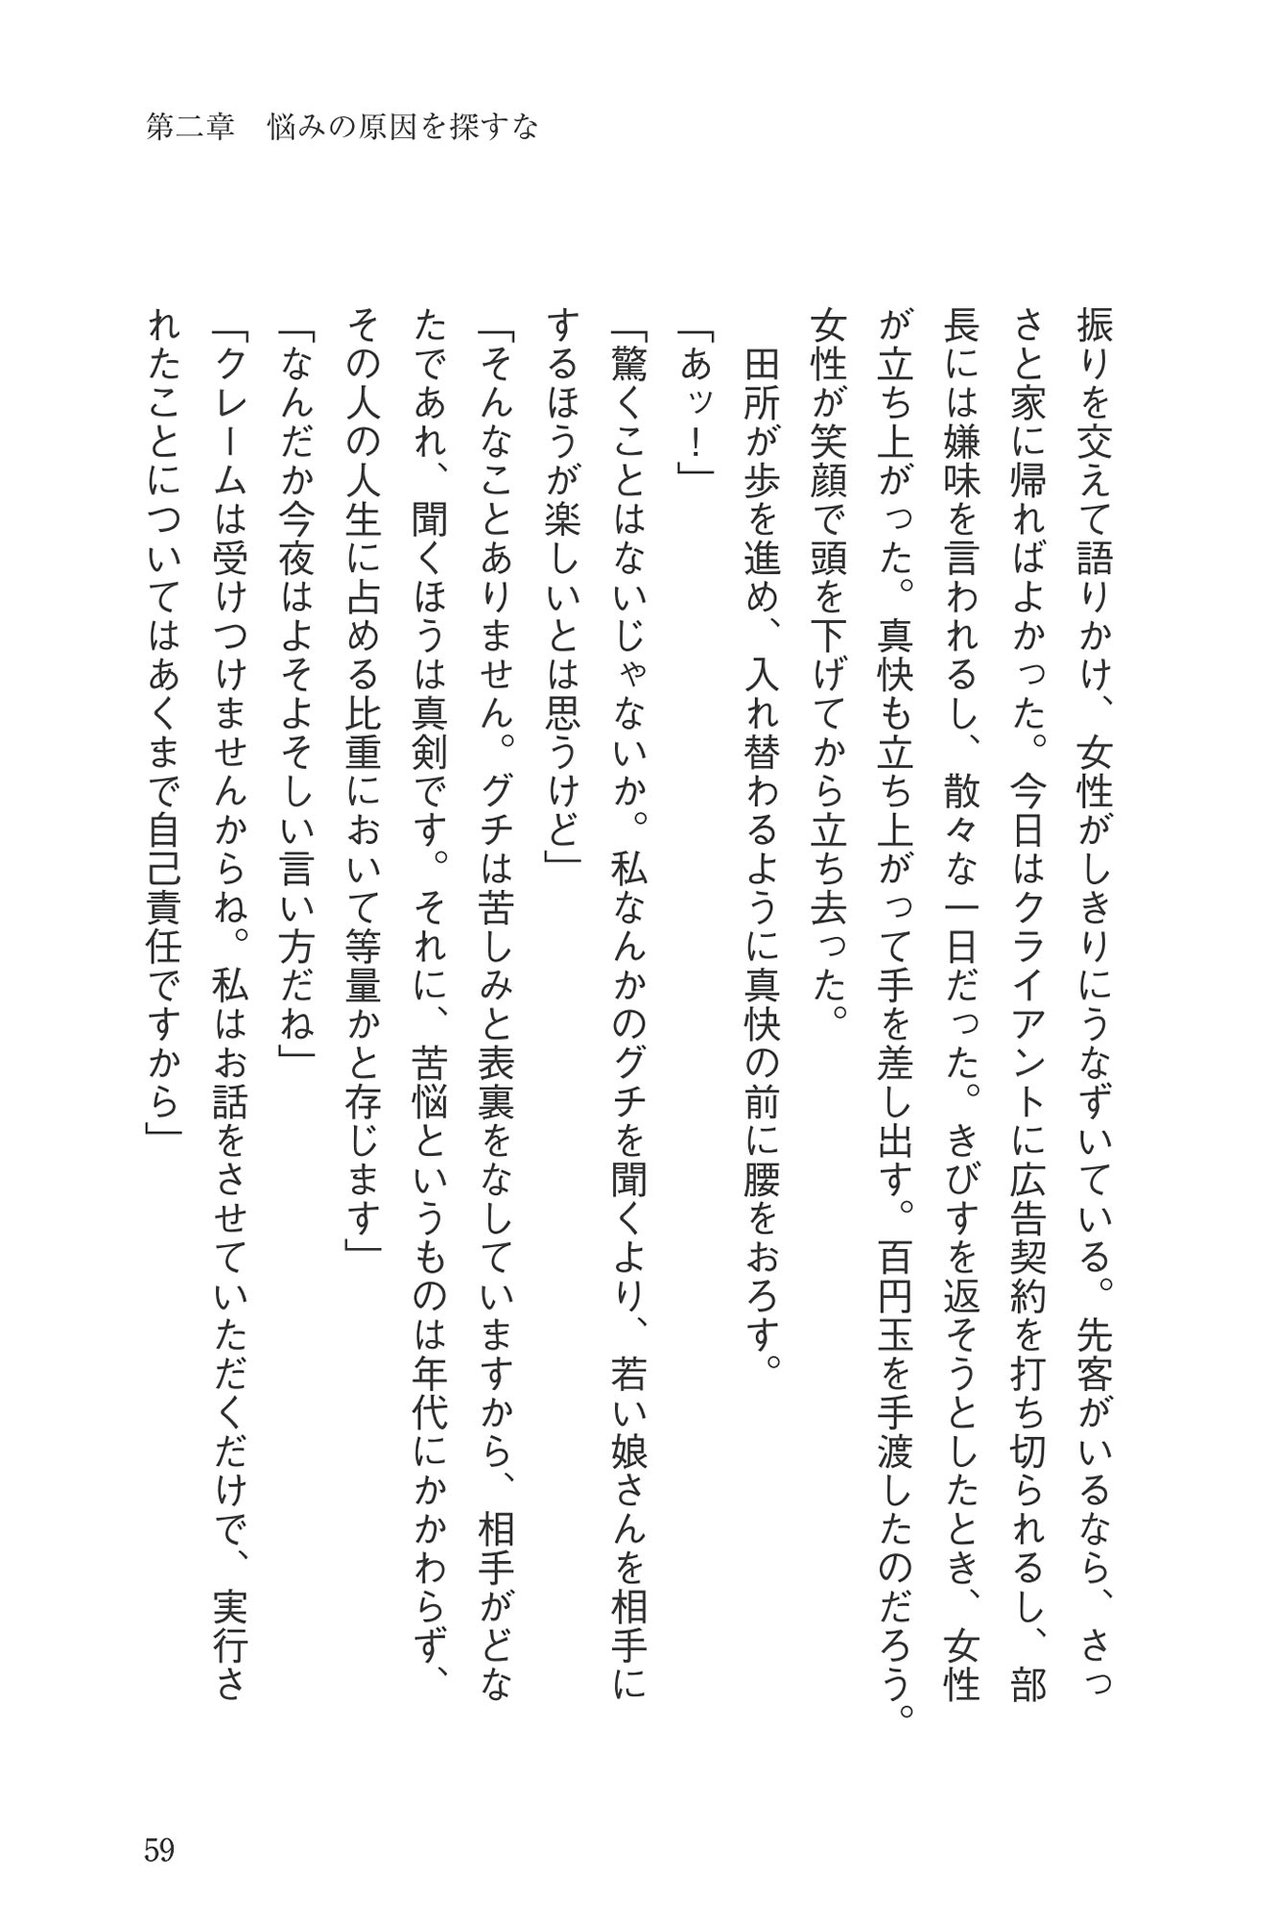 第二章　悩みの原因を探すな
振りを交えて語りかけ、女性がしきりにうなずいている。先客がいるなら、さっ
さと家に帰ればよかった。今日はクライアントに広告契約を打ち切られるし、部
長には嫌味を言われるし、散々な一日だった。きびすを返そうとしたとき、女性
が立ち上がった。真快も立ち上がって手を差し出す。百円玉を手渡したのだろう。
女性が笑顔で頭を下げてから立ち去った。
　田所が歩を進め、入れ替わるように真快の前に腰をおろす。
「あッ！」
「驚くことはないじゃないか。私なんかのグチを聞くより、若い娘さんを相手に
するほうが楽しいとは思うけど」
「そんなことありません。グチは苦しみと表裏をなしていますから、相手がどな
たであれ、聞くほうは真剣です。それに、苦悩というものは年代にかかわらず、
その人の人生に占める比重において等量かと存じます」
「なんだか今夜はよそよそしい言い方だね」
「クレームは受けつけませんからね。私はお話をさせていただくだけで、実行さ
れたことについてはあくまで自己責任ですから」
59